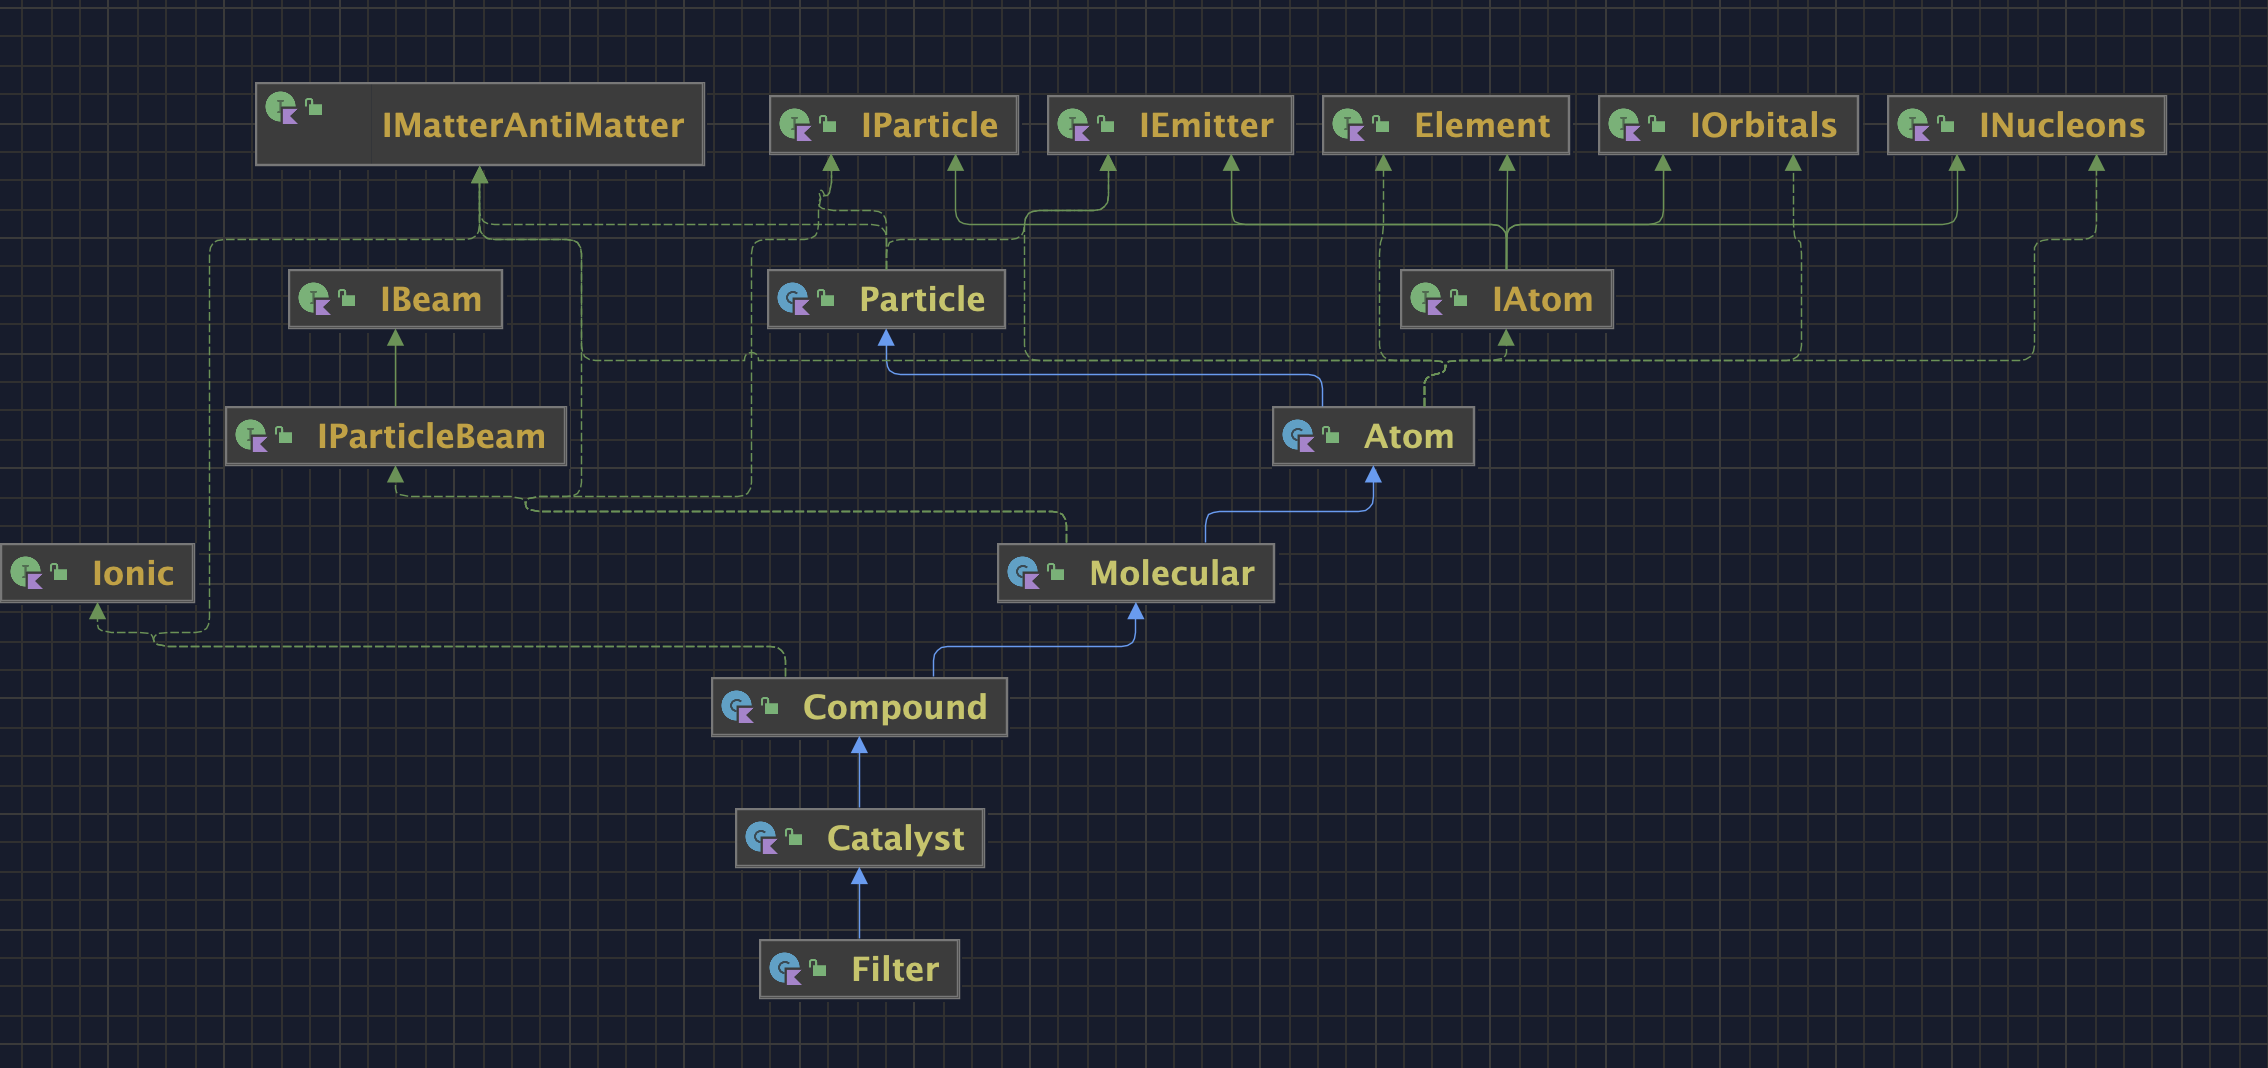 IMatterAntiMatter
IParticle
IEmitter
Element
IOrbitals
INucleons
IBeam
Particle
IAtom
IParticleBeam
Atom
Ionic
Molecular
Compound
Catalyst
Filter